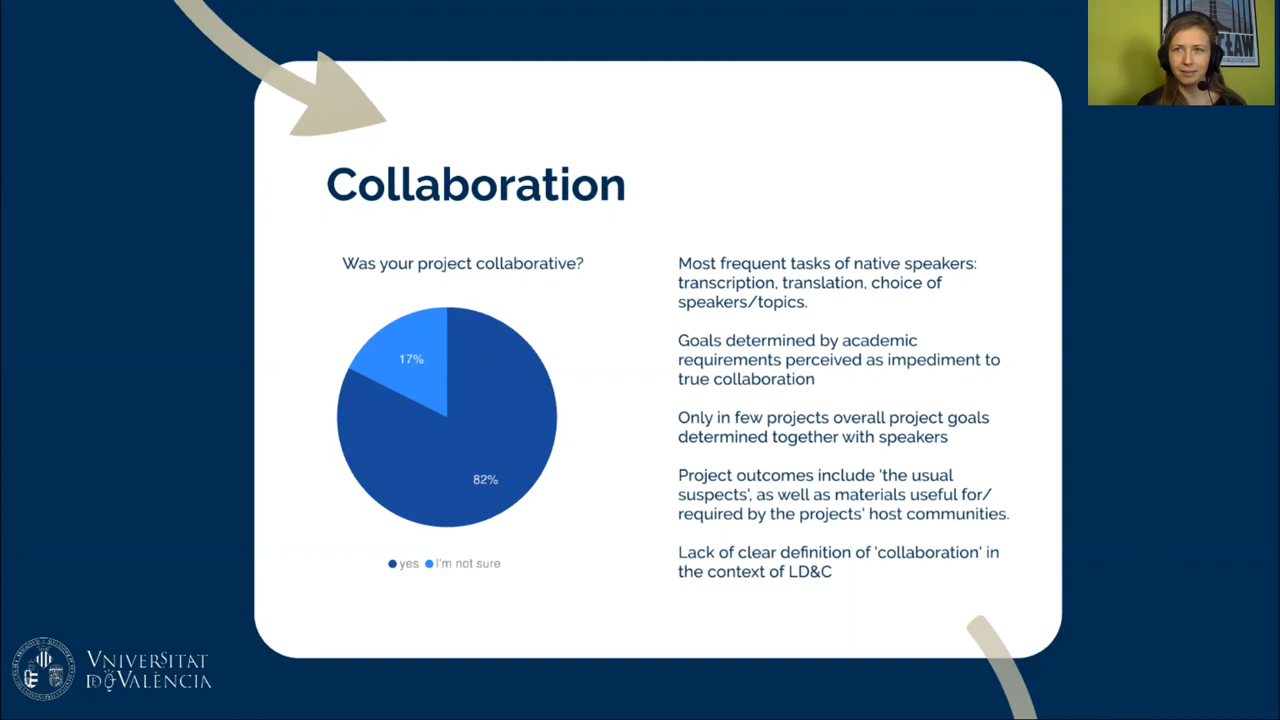 Collaboration
Was your project collaborative?
17%
82%
yes I'm not sure
Most frequent tasks of native speakers:
transcription, translation, choice of
speakers/topics.
Goals determined by academic
requirements perceived as impediment to
true collaboration
Only in few projects overall project goals
determined together with speakers
Project outcomes include 'the usual
suspects', as well as materials useful for/
required by the projects' host communities.
Lack of clear definition of 'collaboration' in
the context of LD&C
VNIVERSITAT
DE VALÈNCIA